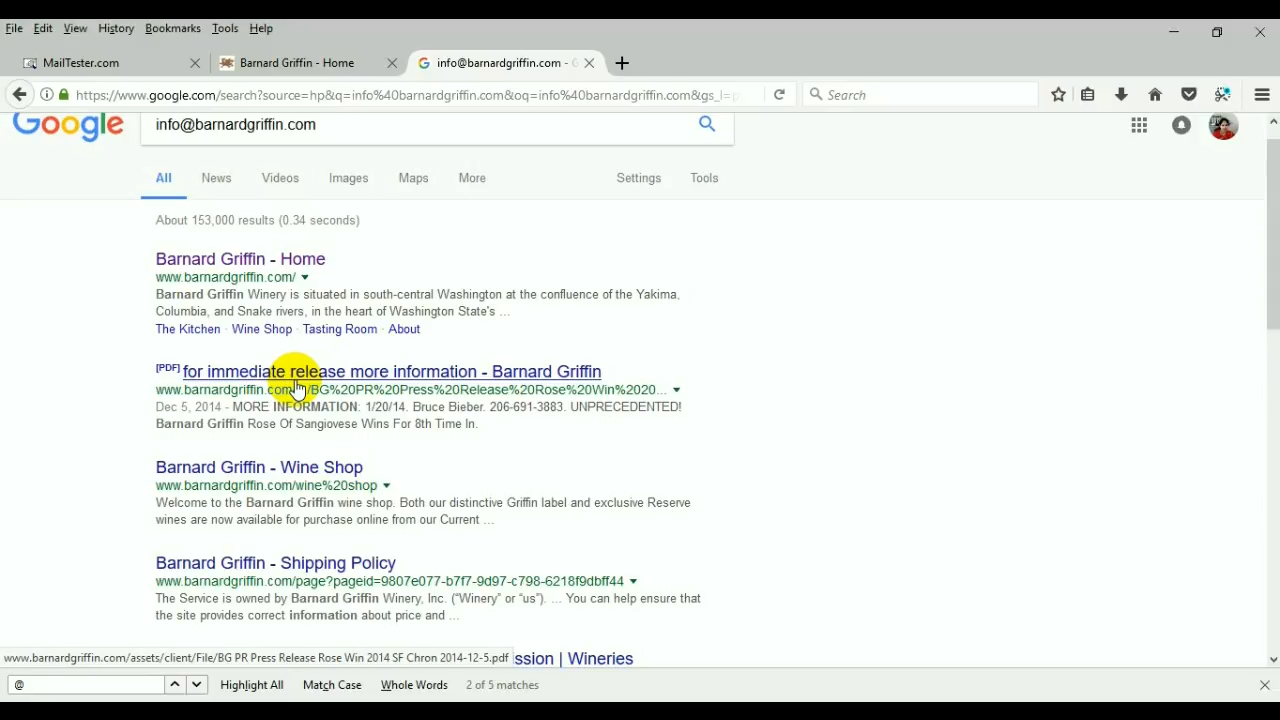 File Edit View History Bookmarks Tools Help
MailTester.com Barnard Griffin - Home info@barnardgriffin.com - G
https://www.google.com/search?source=hp&q=info%40barnardgriffin.com&oq=info%40barnardgriffin.com&gs_l=p Search
Google info@barnardgriffin.com
All News Videos Images Maps More Settings Tools
About 153,000 results (0.34 seconds)
Barnard Griffin - Home
www.barnardgriffin.com/
Barnard Griffin Winery is situated in south-central Washington at the confluence of the Yakima,
Columbia, and Snake rivers, in the heart of Washington State's ...
The Kitchen · Wine Shop · Tasting Room · About
[PDF] for immediate release more information - Barnard Griffin
www.barnardgriffin.com/.../BG%20PR%20Press%20Release%20Rose%20Win%2020...
Dec 5, 2014 - MORE INFORMATION: 1/20/14. Bruce Bieber. 206-691-3883. UNPRECEDENTED!
Barnard Griffin Rose Of Sangiovese Wins For 8th Time In.
Barnard Griffin - Wine Shop
www.barnardgriffin.com/wine%20shop
Welcome to the Barnard Griffin wine shop. Both our distinctive Griffin label and exclusive Reserve
wines are now available for purchase online from our Current ...
Barnard Griffin - Shipping Policy
www.barnardgriffin.com/page?pageid=9807e077-b7f7-9d97-c798-6218f9dbff44
The Service is owned by Barnard Griffin Winery, Inc. (“Winery” or “us”). ... You can help ensure that
the site provides correct information about price and ...
www.barnardgriffin.com/assets/client/File/BG PR Press Release Rose Win 2014 SF Chron 2014-12-5.pdf ssion | Wineries
@ Highlight All Match Case Whole Words 2 of 5 matches